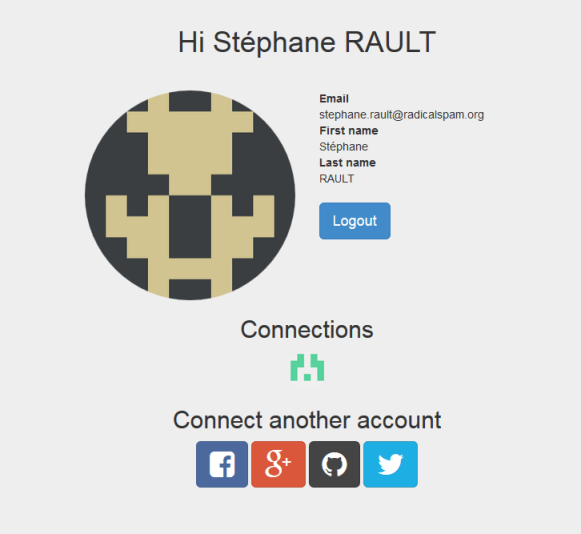 Hi Stéphane RAULT
Email
stephane.rault@radicalspam.org
First name
Stéphane
Last name
RAULT
Logout
Connections
Connect another account
g+